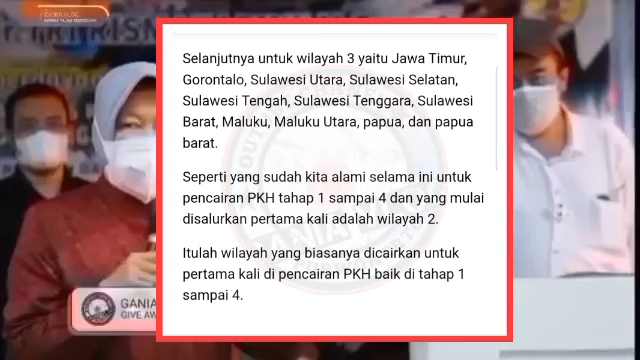 GANIA VLOG
Selanjutnya untuk wilayah 3 yaitu Jawa Timur,
Gorontalo, Sulawesi Utara, Sulawesi Selatan,
Sulawesi Tengah, Sulawesi Tenggara, Sulawesi
Barat, Maluku, Maluku Utara, papua, dan papua
barat.
Seperti yang sudah kita alami selama ini untuk
pencairan PKH tahap 1 sampai 4 dan yang mulai
disalurkan pertama kali adalah wilayah 2.
Itulah wilayah yang biasanya dicairkan untuk
pertama kali di pencairan PKH baik di tahap 1
sampai 4.
GANIA
GIVE AW